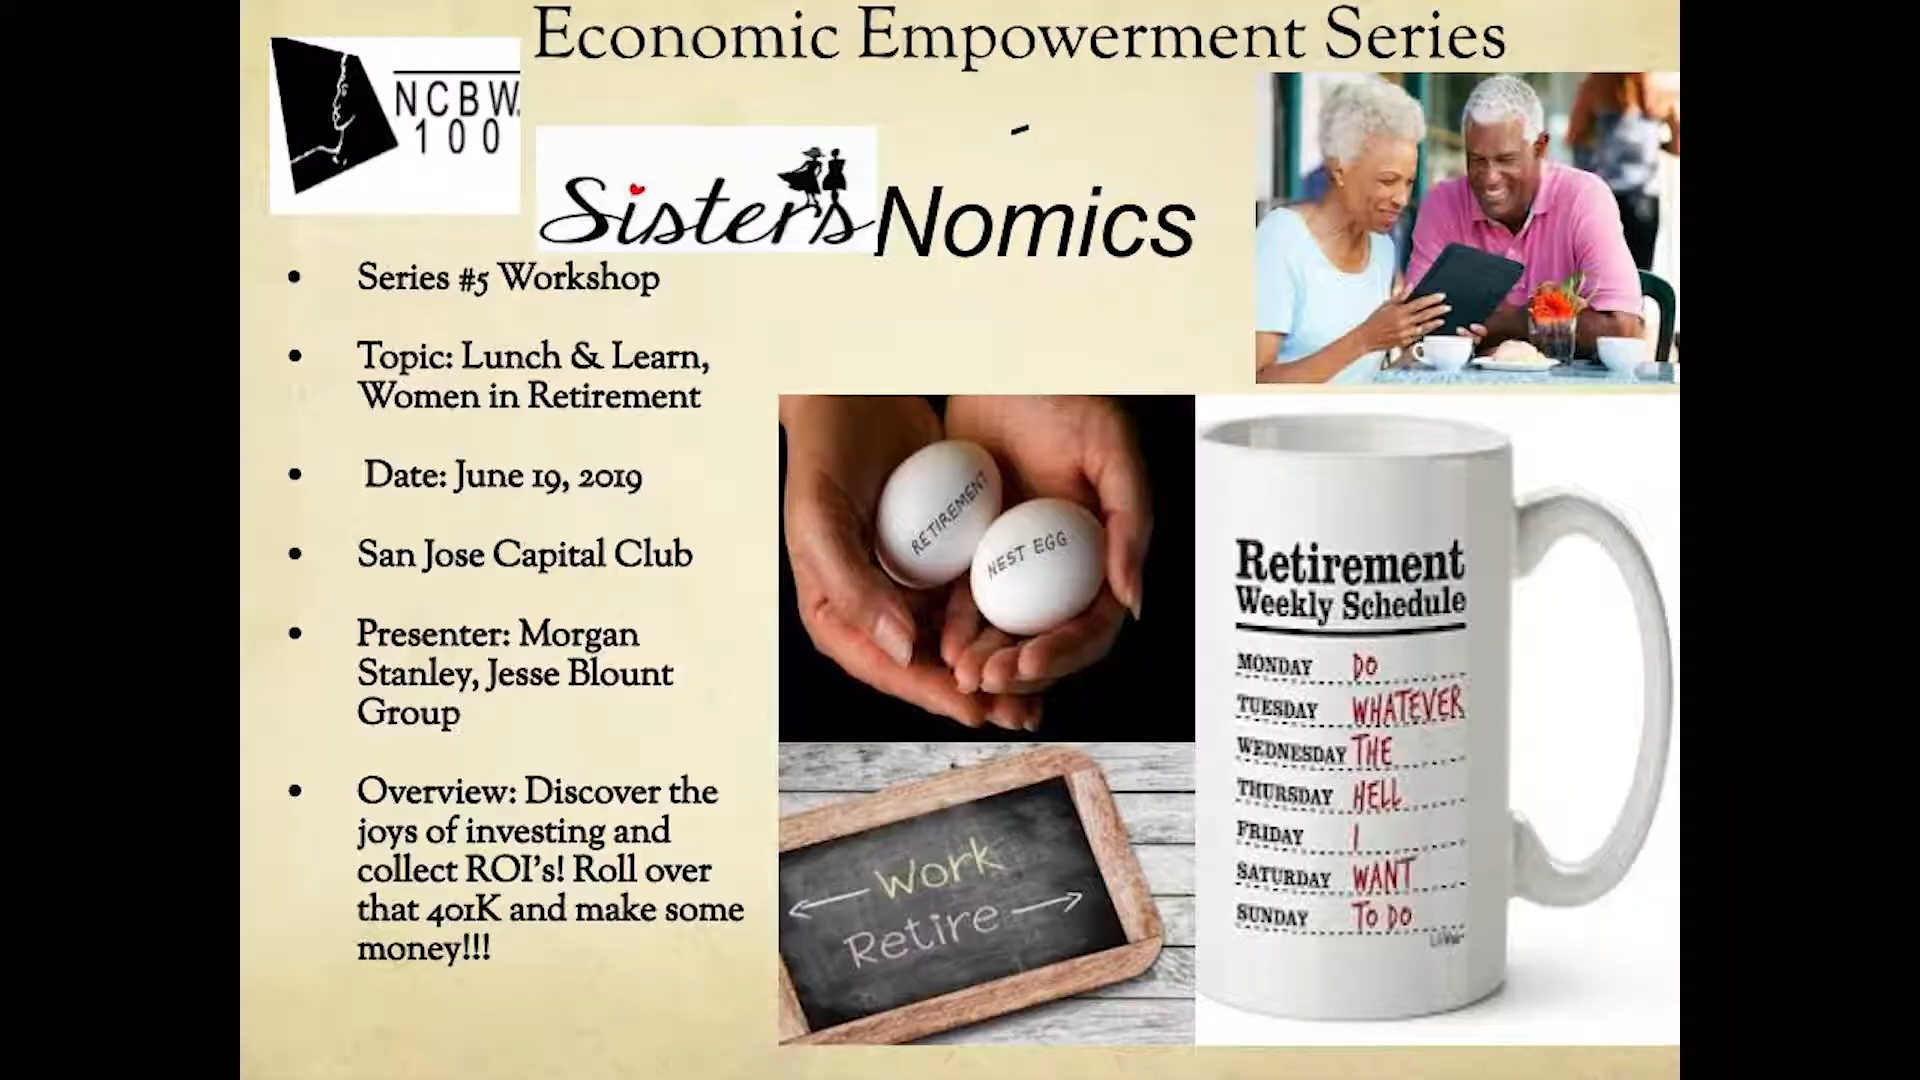 Economic Empowerment Series
-
NCBW
100
Sister's Nomics
• Series #5 Workshop
• Topic: Lunch & Learn,
Women in Retirement
• Date: June 19, 2019
• San Jose Capital Club
• Presenter: Morgan
Stanley, Jesse Blount
Group
• Overview: Discover the
joys of investing and
collect ROI's! Roll over
that 401K and make some
money!!!
RETIREMENT
NEST EGG
Work
Retire
Retirement
Weekly Schedule
MONDAY DO
TUESDAY WHATEVER
WEDNESDAY THE
THURSDAY HELL
FRIDAY I
SATURDAY WANT
SUNDAY TO DO